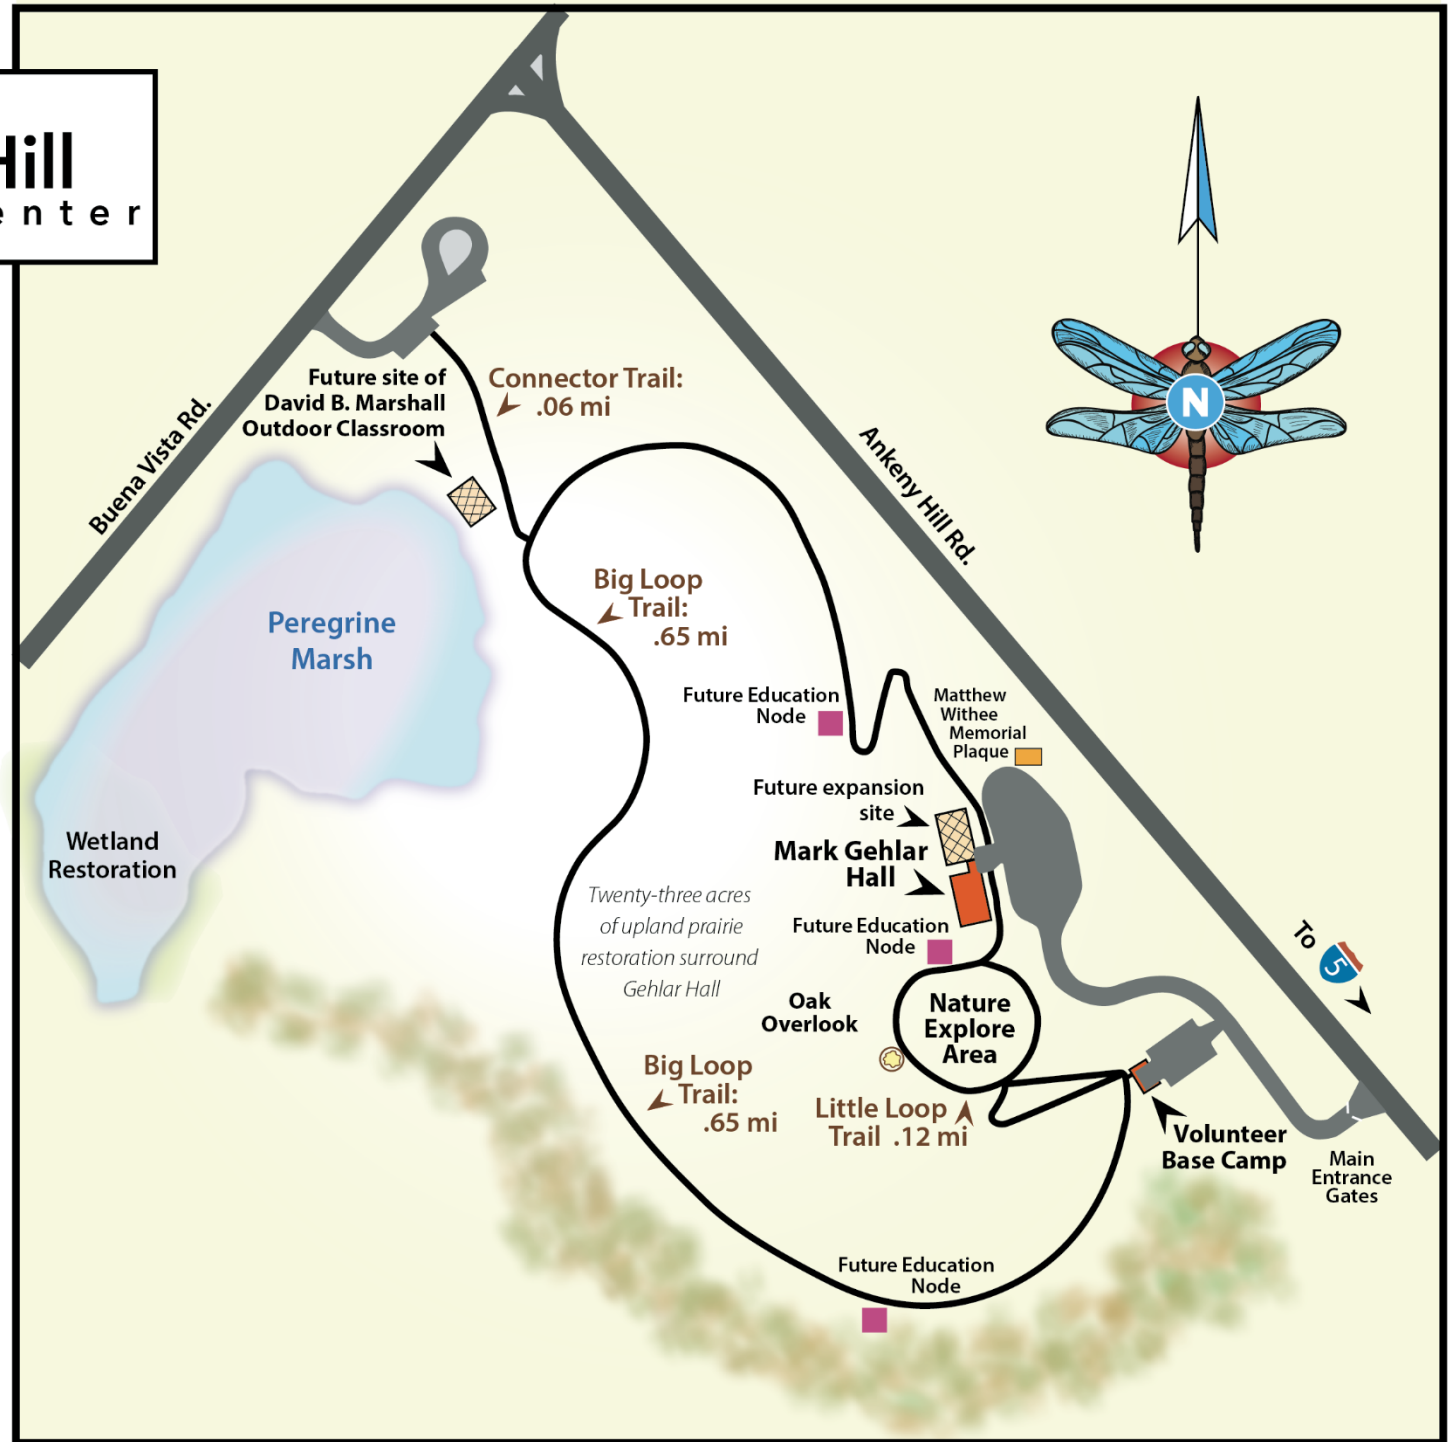 Hill
enter
Buena Vista Rd.
Ankeny Hill Rd.
N
Future site of
David B. Marshall
Outdoor Classroom
Connector Trail:
.06 mi
Peregrine
Marsh
Big Loop
Trail:
.65 mi
Future Education
Node
Matthew
Withee
Memorial
Plaque
Future expansion
site
Mark Gehlar
Hall
Wetland
Restoration
Twenty-three acres
of upland prairie
restoration surround
Gehlar Hall
Future Education
Node
To
5
Oak
Overlook
Nature
Explore
Area
Big Loop
Trail:
.65 mi
Little Loop
Trail .12 mi
Volunteer
Base Camp
Main
Entrance
Gates
Future Education
Node